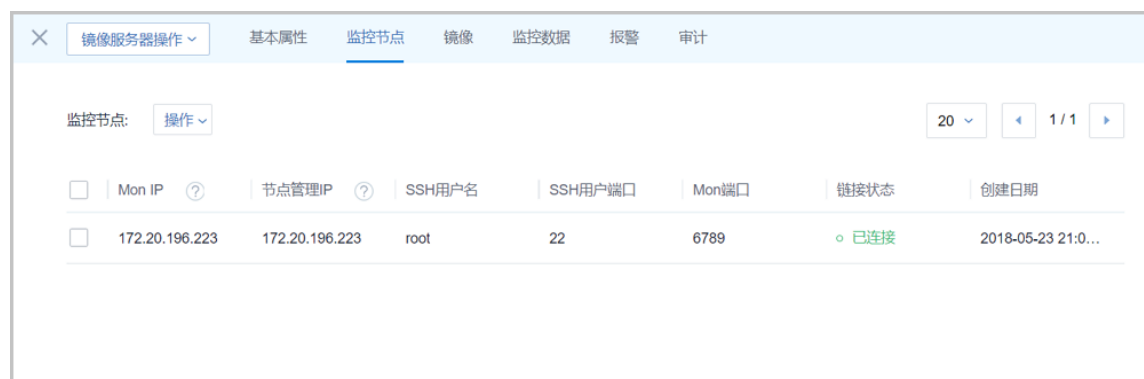 镜像服务器操作 基本属性 监控节点 镜像 监控数据 报警 审计
监控节点: 操作 20 1 / 1
Mon IP ? 节点管理IP ? SSH用户名 SSH用户端口 Mon端口 链接状态 创建日期
172.20.196.223 172.20.196.223 root 22 6789 已连接 2018-05-23 21:0...